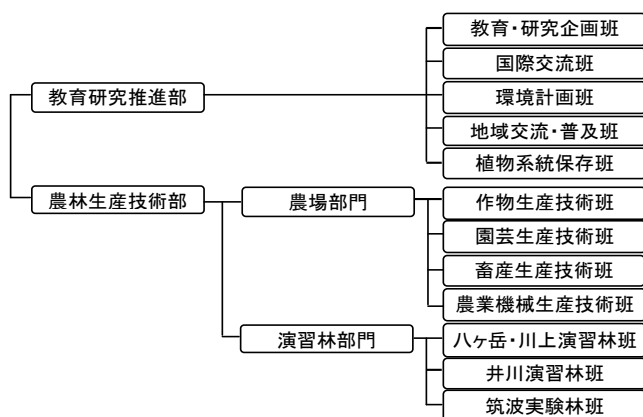 教育研究推進部
教育・研究企画班
国際交流班
環境計画班
地域交流・普及班
植物系統保存班
農林生産技術部
農場部門
作物生産技術班
園芸生産技術班
畜産生産技術班
農業機械生産技術班
演習林部門
八ヶ岳・川上演習林班
井川演習林班
筑波実験林班